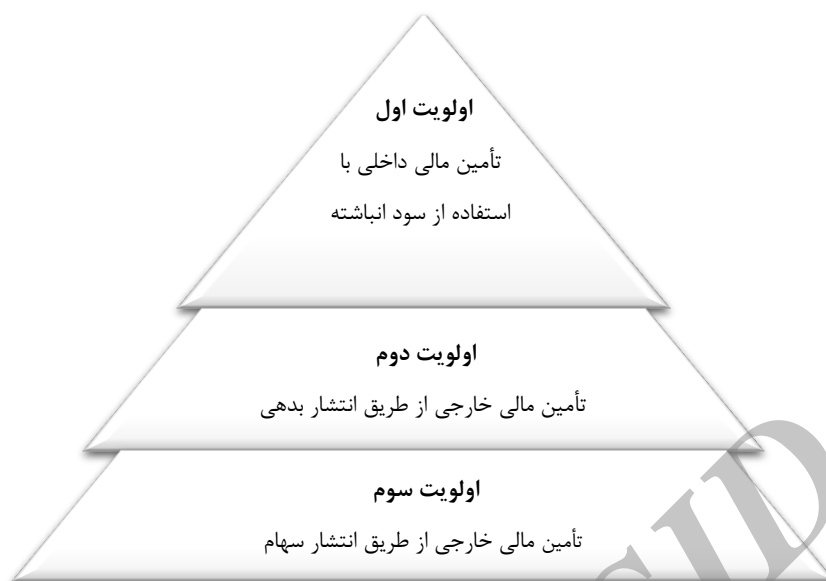 اولویت اول
تأمین مالی داخلی با
استفاده از سود انباشته
اولویت دوم
تأمین مالی خارجی از طریق انتشار بدهی
اولویت سوم
تأمین مالی خارجی از طریق انتشار سهام
SID